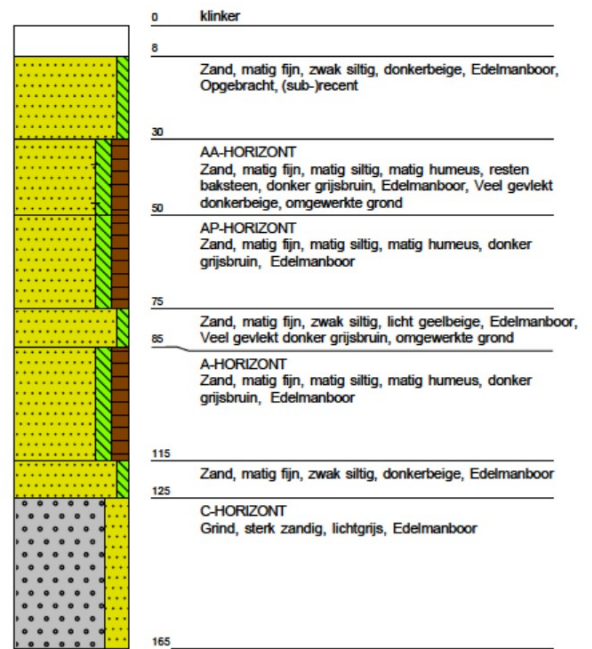 0 klinker
8
Zand, matig fijn, zwak siltig, donkerbeige, Edelmanboor,
Opgebracht, (sub-)recent
30
AA-HORIZONT
Zand, matig fijn, matig siltig, matig humeus, resten
baksteen, donker grijsbruin, Edelmanboor, Veel gevlekt
donkerbeige, omgewerkte grond
50
AP-HORIZONT
Zand, matig fijn, matig siltig, matig humeus, donker
grijsbruin, Edelmanboor
75
Zand, matig fijn, zwak siltig, licht geelbeige, Edelmanboor,
Veel gevlekt donker grijsbruin, omgewerkte grond
85
A-HORIZONT
Zand, matig fijn, matig siltig, matig humeus, donker
grijsbruin, Edelmanboor
115
Zand, matig fijn, zwak siltig, donkerbeige, Edelmanboor
125
C-HORIZONT
Grind, sterk zandig, lichtgrijs, Edelmanboor
165